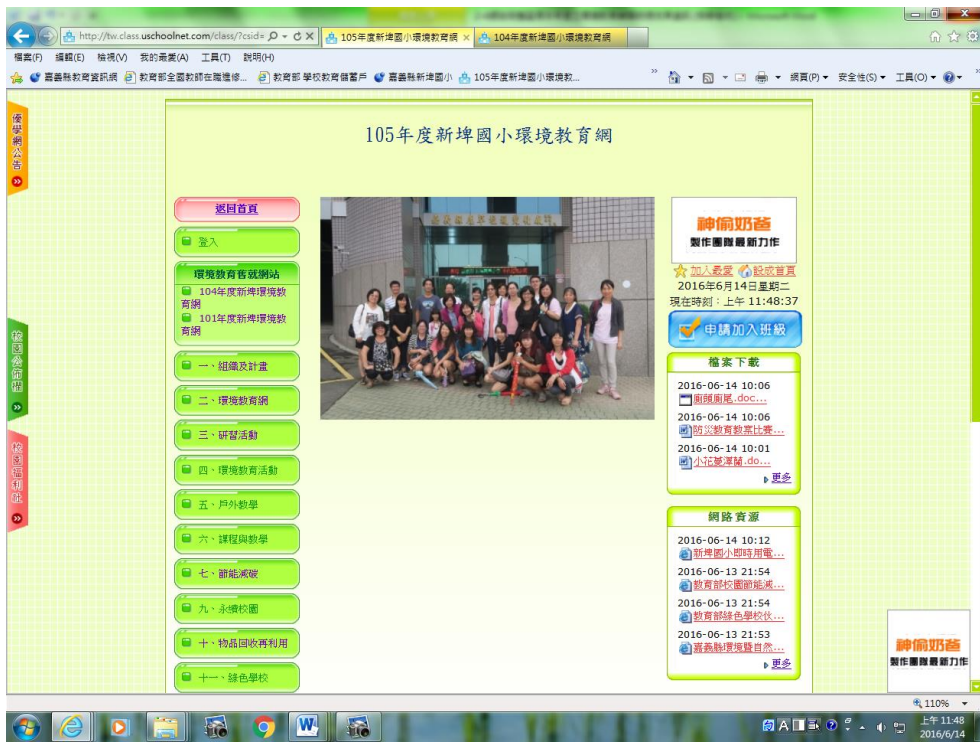 http://tw.class.uschoolnet.com/class/?csid=
105年度新埤國小環境教育網
104年度新埤國小環境教育網
檔案(F) 編輯(E) 檢視(V) 我的最愛(A) 工具(T) 說明(H)
嘉義縣教育資訊網 教育部全國教師在職進修... 教育部 學校教育儲蓄戶 嘉義縣新埤國小 105年度新埤國小環境教...
網頁(P) 安全性(S) 工具(O)
優學網公告
校園公佈欄
校園福利社
105年度新埤國小環境教育網
返回首頁
登入
環境教育舊就網站
104年度新埤環境教
育網
101年度新埤環境教
育網
一、組織及計畫
二、環境教育網
三、研習活動
四、環境教育活動
五、戶外教學
六、課程與教學
七、節能減碳
九、永續校園
十、物品回收再利用
十一、綠色學校
神偷奶爸
製作團隊最新力作
加入最愛 設成首頁
2016年6月14日星期二
現在時刻：上午 11:48:37
申請加入班級
檔案下載
2016-06-14 10:06
廟頭廟尾.doc...
2016-06-14 10:06
防災教育教案比賽...
2016-06-14 10:01
小花蔓澤蘭.do...
更多
網路資源
2016-06-14 10:12
新埤國小即時用電...
2016-06-13 21:54
教育部校園節能減...
2016-06-13 21:54
教育部綠色學校伙...
2016-06-13 21:53
嘉義縣環境暨自然...
更多
神偷奶爸
製作團隊最新力作
110%
上午 11:48
2016/6/14